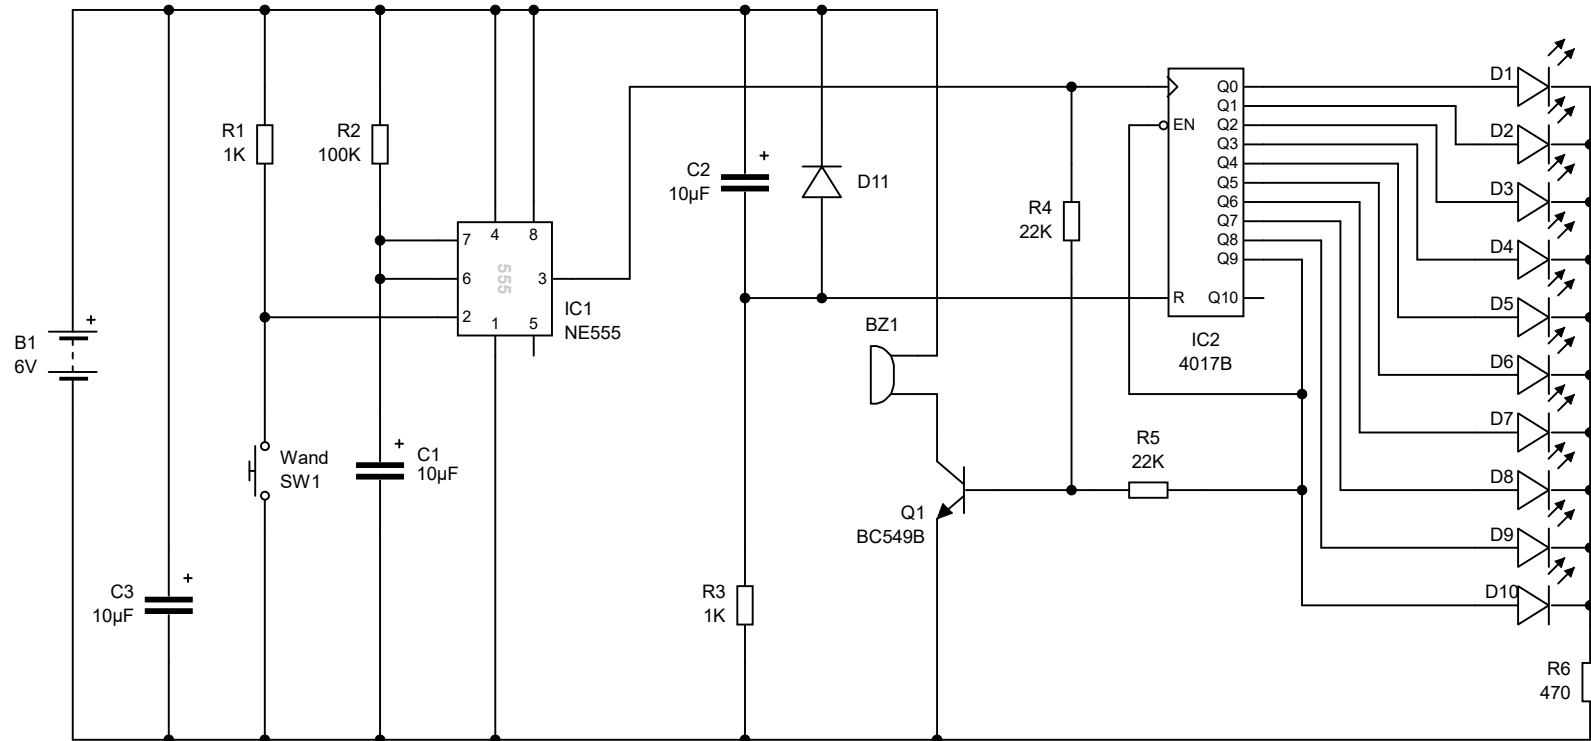 B1
6V
+
C3
10µF
+
R1
1K
Wand
SW1
R2
100K
C1
10µF
+
7
6
2
4
8
1
5
3
555
IC1
NE555
C2
10µF
+
D11
R3
1K
BZ1
Q1
BC549B
R4
22K
R5
22K
EN
R
Q0
Q1
Q2
Q3
Q4
Q5
Q6
Q7
Q8
Q9
Q10
IC2
4017B
D1
D2
D3
D4
D5
D6
D7
D8
D9
D10
R6
470